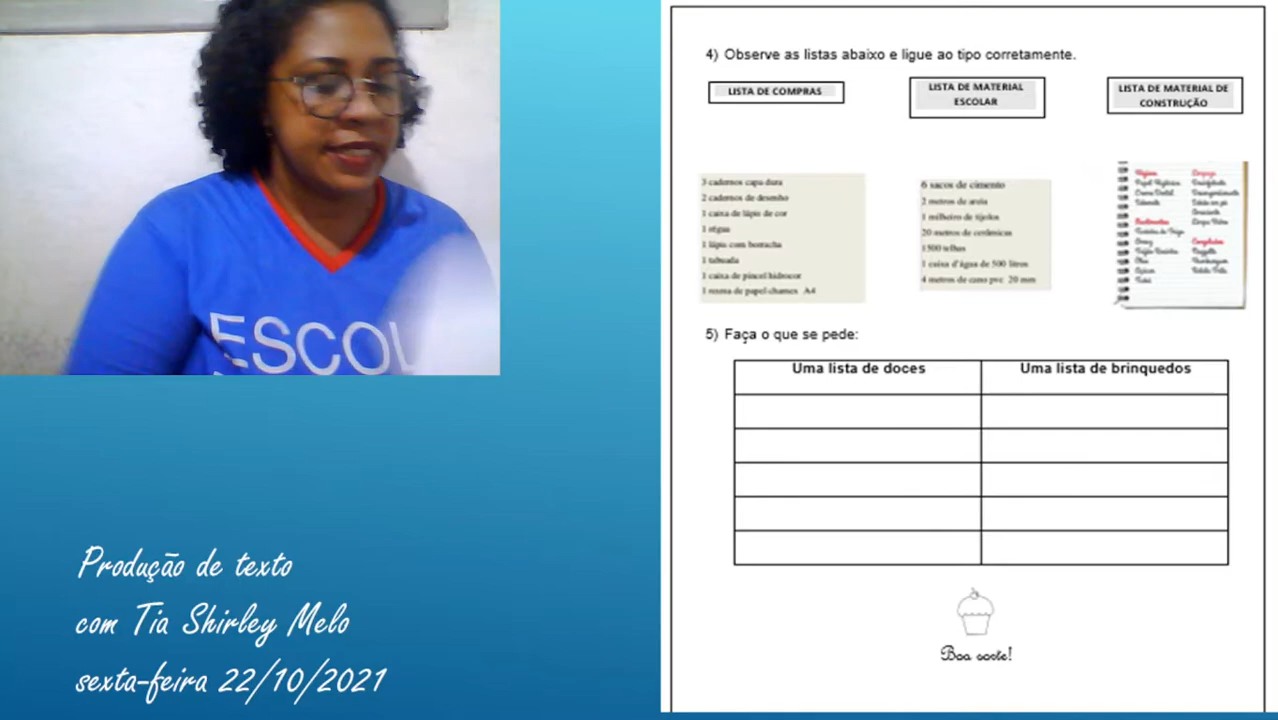 ESCOL
Produção de texto
com Tia Shirley Melo
sexta-feira 22/10/2021
4) Observe as listas abaixo e ligue ao tipo corretamente.
LISTA DE COMPRAS
LISTA DE MATERIAL
ESCOLAR
LISTA DE MATERIAL DE
CONSTRUÇÃO
3 cadernos capa dura
2 cadernos de desenho
1 caixa de lápis de cor
1 régua
1 lápis com borracha
1 tabuada
1 caixa de pincel hidrocor
1 resma de papel chamex A4
6 sacos de cimento
2 metros de areia
1 milheiro de tijolos
20 metros de cerâmicas
1500 telhas
1 caixa d'água de 500 litros
4 metros de cano pvc 20 mm
Papel Higiênico
Creme Dental
Arroz
5) Faça o que se pede:
Uma lista de doces
Uma lista de brinquedos
Boa sorte!